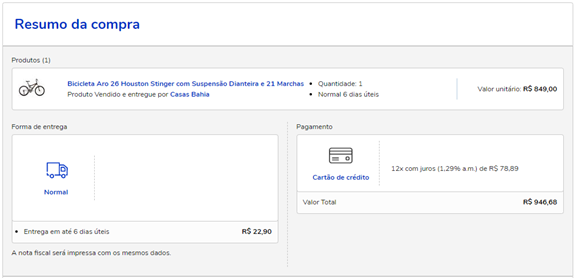 Resumo da compra
Produtos (1)
Bicicleta Aro 26 Houston Stinger com Suspensão Dianteira e 21 Marchas
Produto Vendido e entregue por Casas Bahia
• Quantidade: 1
• Normal 6 dias úteis
Valor unitário: R$ 849,00
Forma de entrega
Normal
• Entrega em até 6 dias úteis R$ 22,90
A nota fiscal será impressa com os mesmos dados.
Pagamento
Cartão de crédito
12x com juros (1,29% a.m.) de R$ 78,89
Valor Total R$ 946,68